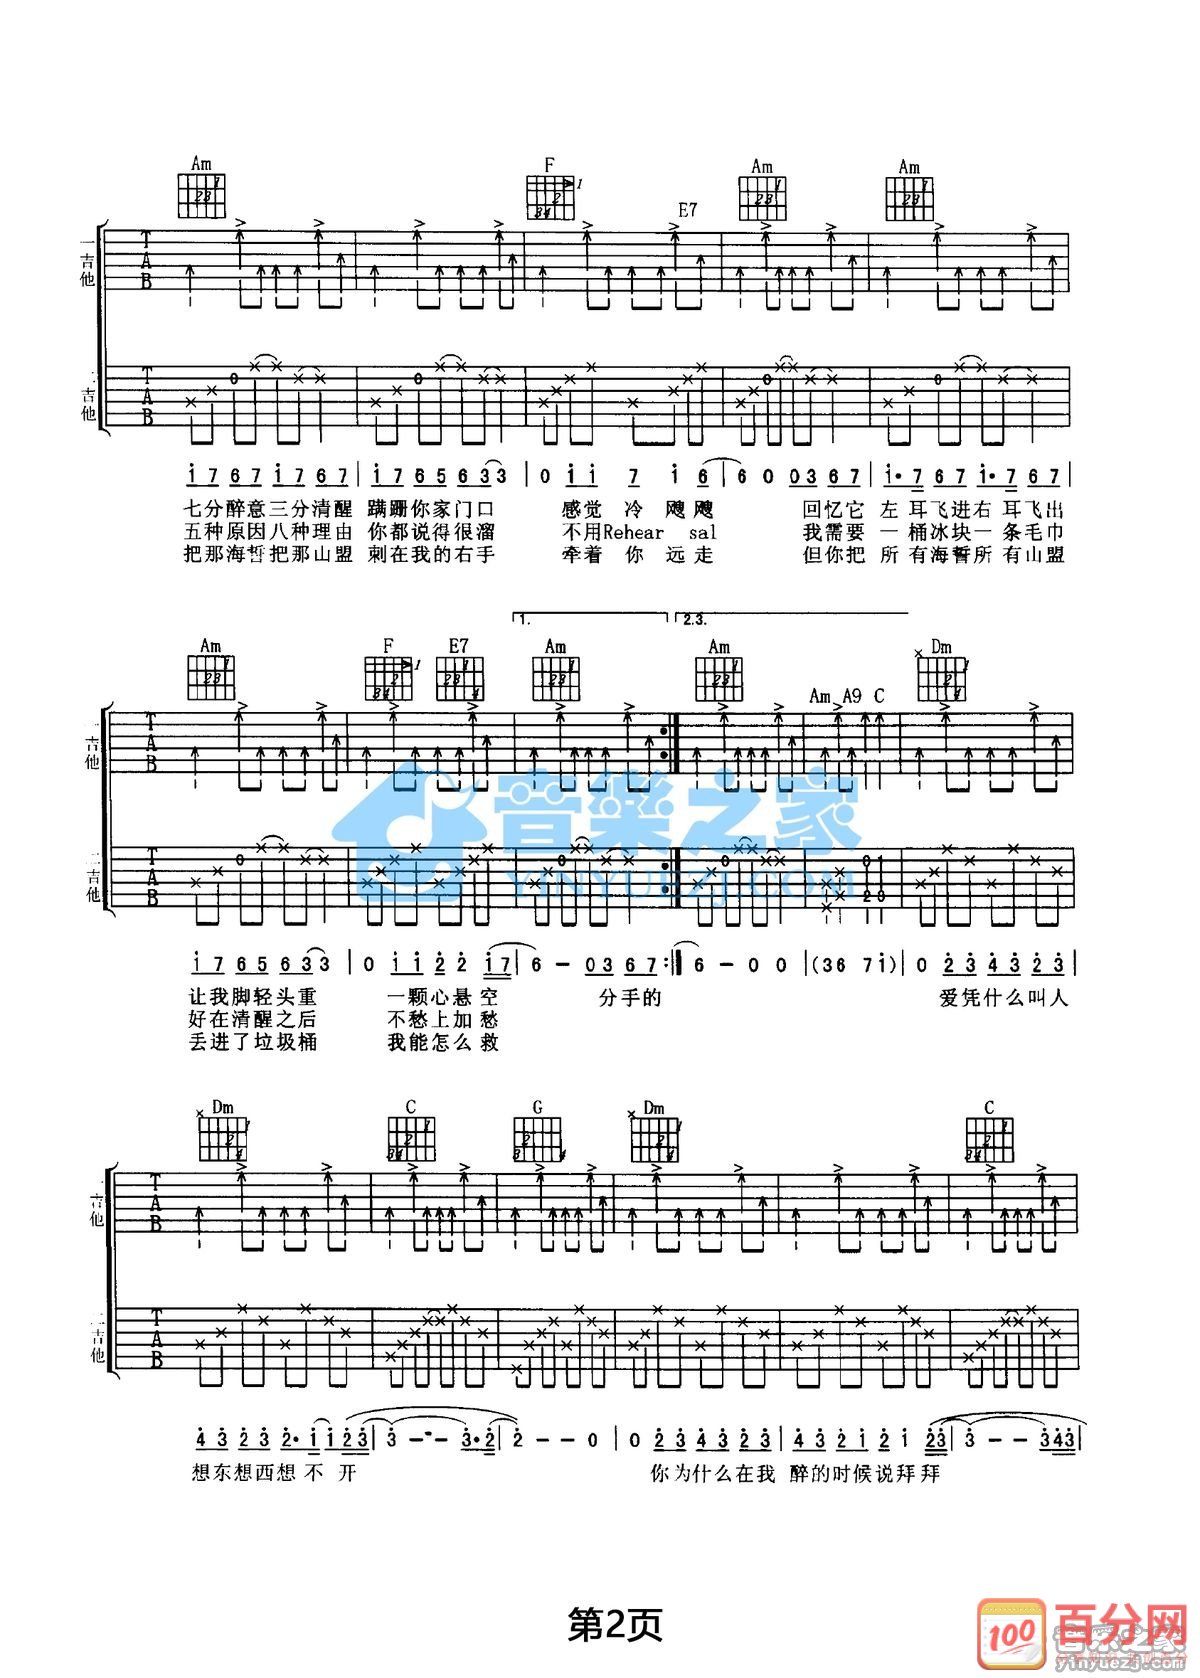 Am F E7 Am Am
一吉他 T A B
二吉他 T A B
i 7 6 7 i 7 6 7 | i 7 6 5 6 3 3 | 0 i i 7 i 6 | 6 0 0 3 6 7 | i· 7 6 7 i· 7 6 7 |
七分醉意三分清醒 蹒跚你家门口 感觉 冷 飕 飕 回忆它 左 耳飞进右 耳飞出
五种原因八种理由 你都说得很溜 不用Rehear sal 我需要 一 桶冰块一 条毛巾
把那海誓把那山盟 刺在我的右手 牵着 你 远走 但你把 所 有海誓所 有山盟
1. 2.3.
Am F E7 Am Am Am A9 C Dm
吉他 T A B
二吉他 T A B
i 7 6 5 6 3 3 | 0 i i 2 2 i 7 | 6 – 0 3 6 7 :‖ 6 – 0 0 | (3 6 7 i) | 0 2 3 4 3 2 3 |
让我脚轻头重 一颗心悬空 分手的 爱凭什么叫人
好在清醒之后 不愁上加愁
丢进了垃圾桶 我能怎么救
Dm C G Dm C
吉他 T A B
二吉他 T A B
4 3 2 3 2· i i 2 3 | 3 – – 3· 2 | 2 – – 0 | 0 2 3 4 3 2 3 | 4 3 2 i 2 i 2 3 | 3 – – 3 4 3 |
想东想西想 不 开 你为什么在我 醉的时候说拜拜
音樂之家
YINYUEZJ.COM
第2页
100 百分网
音乐之家
yinyuezj.com